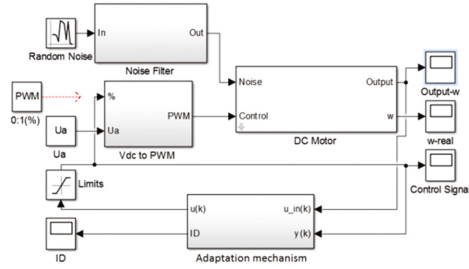 Random Noise
In
Out
Noise Filter
Noise
Output
Control
w
DC Motor
Output-w
w-real
Control Signa
PWM
0:1(%)
Ua
Ua
%
Ua
PWM
Vdc to PWM
Limits
u(k)
u_in(k)
ID
y(k)
Adaptation mechanism
ID